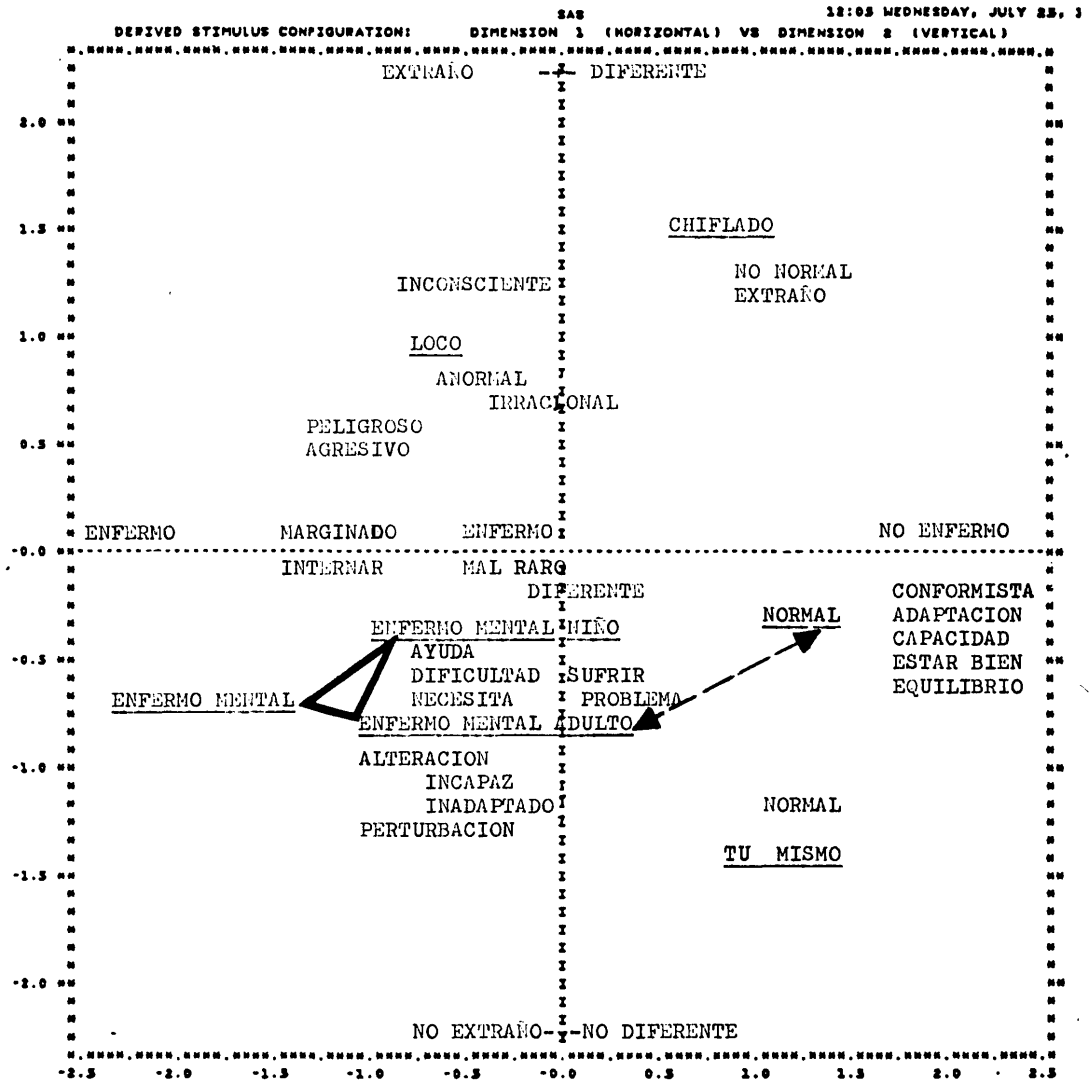 SAS
12:05 WEDNESDAY, JULY 25, 1
DERIVED STIMULUS CONFIGURATION: DIMENSION 1 (HORIZONTAL) VS DIMENSION 2 (VERTICAL)
EXTRAÑO -+- DIFERENTE
2.0
1.5
CHIFLADO
NO NORMAL
INCONSCIENTE
EXTRAÑO
1.0
LOCO
ANORMAL
IRRACIONAL
PELIGROSO
0.5
AGRESIVO
ENFERMO MARGINADO ENFERMO NO ENFERMO
-0.0
INTERNAR MAL RARO
DIFERENTE CONFORMISTA
NORMAL ADAPTACION
ENFERMO MENTAL NIÑO CAPACIDAD
AYUDA
-0.5 ESTAR BIEN
DIFICULTAD SUFRIR
EQUILIBRIO
ENFERMO MENTAL NECESITA PROBLEMA
ENFERMO MENTAL ADULTO
ALTERACION
-1.0
INCAPAZ
INADAPTADO NORMAL
PERTURBACION
TU MISMO
-1.5
-2.0
NO EXTRAÑO-+-NO DIFERENTE
-2.5 -2.0 -1.5 -1.0 -0.5 -0.0 0.5 1.0 1.5 2.0 2.5